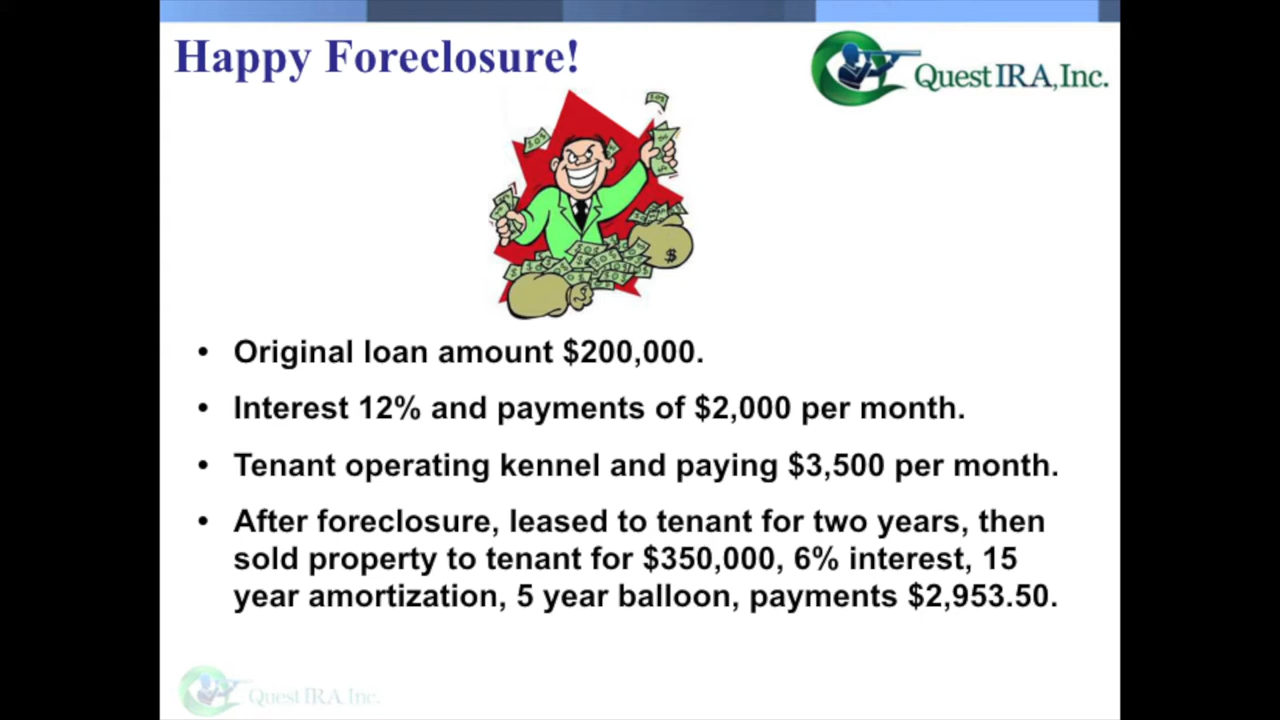 Happy Foreclosure!
Quest IRA, Inc.
• Original loan amount $200,000.
• Interest 12% and payments of $2,000 per month.
• Tenant operating kennel and paying $3,500 per month.
• After foreclosure, leased to tenant for two years, then
sold property to tenant for $350,000, 6% interest, 15
year amortization, 5 year balloon, payments $2,953.50.
Quest IRA, Inc.